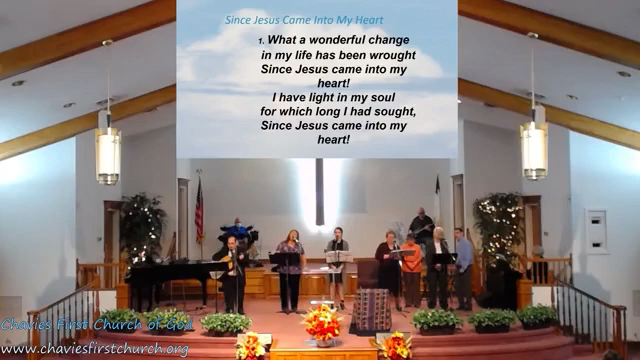 Since Jesus Came Into My Heart
1. What a wonderful change
in my life has been wrought
Since Jesus came into my
heart!
I have light in my soul
for which long I had sought,
Since Jesus came into my
heart!
Chavies First Church of God
www.chaviesfirstchurch.org